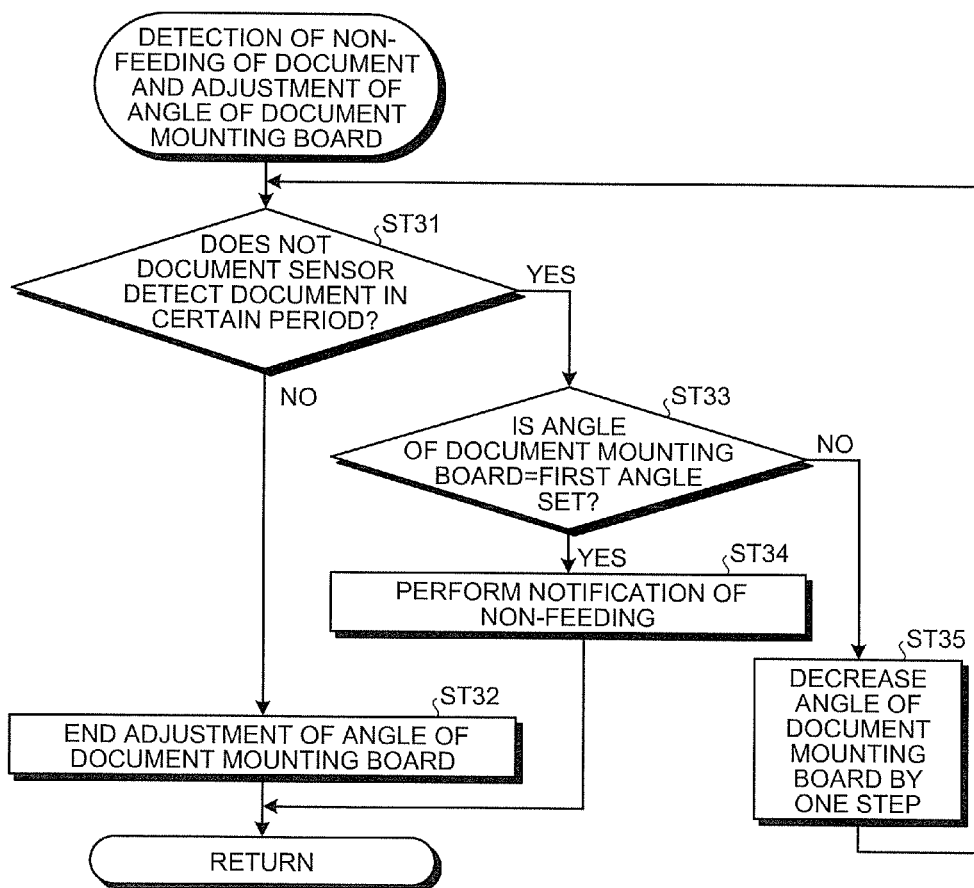 DETECTION OF NON-
FEEDING OF DOCUMENT
AND ADJUSTMENT OF
ANGLE OF DOCUMENT
MOUNTING BOARD
ST31
DOES NOT
DOCUMENT SENSOR
DETECT DOCUMENT IN
CERTAIN PERIOD?
YES
NO
ST33
IS ANGLE
OF DOCUMENT MOUNTING
BOARD=FIRST ANGLE
SET?
NO
YES
ST34
PERFORM NOTIFICATION OF
NON-FEEDING
ST35
DECREASE
ANGLE OF
DOCUMENT
MOUNTING
BOARD BY
ONE STEP
ST32
END ADJUSTMENT OF ANGLE OF
DOCUMENT MOUNTING BOARD
RETURN